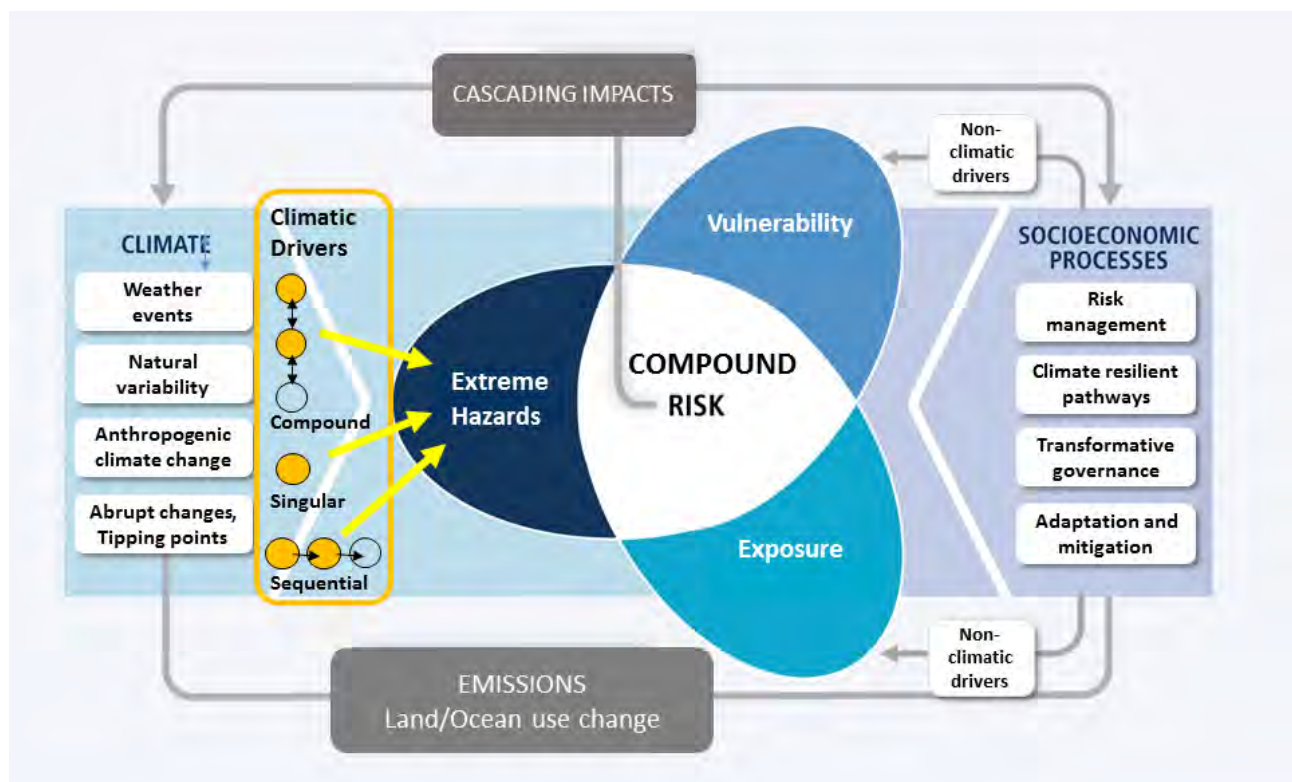 CASCADING IMPACTS
Non-
climatic
drivers
CLIMATE
Weather
events
Natural
variability
Anthropogenic
climate change
Abrupt changes,
Tipping points
Climatic
Drivers
Compound
Singular
Sequential
Extreme
Hazards
Vulnerability
COMPOUND
RISK
Exposure
SOCIOECONOMIC
PROCESSES
Risk
management
Climate resilient
pathways
Transformative
governance
Adaptation and
mitigation
Non-
climatic
drivers
EMISSIONS
Land/Ocean use change